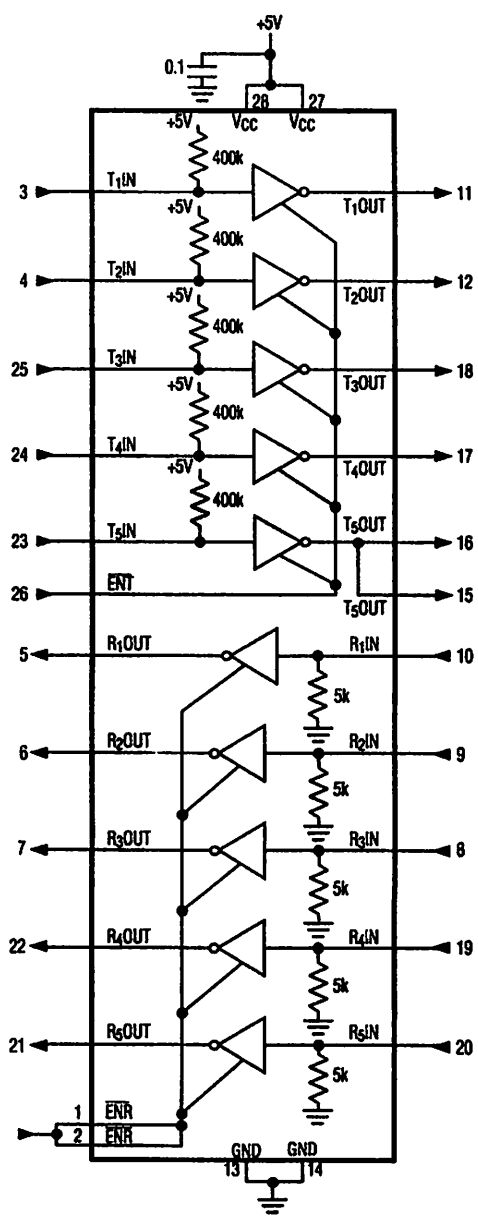 +5V
0.1
28 27
VCC VCC
+5V
400k
3 T1IN T1OUT 11
+5V
400k
4 T2IN T2OUT 12
+5V
400k
25 T3IN T3OUT 18
+5V
400k
24 T4IN T4OUT 17
+5V
400k
23 T5IN T5OUT 16
26 ENT T5OUT 15
5 R1OUT R1IN 10
5k
6 R2OUT R2IN 9
5k
7 R3OUT R3IN 8
5k
22 R4OUT R4IN 19
5k
21 R5OUT R5IN 20
5k
1 ENR
2 ENR
GND GND
13 14